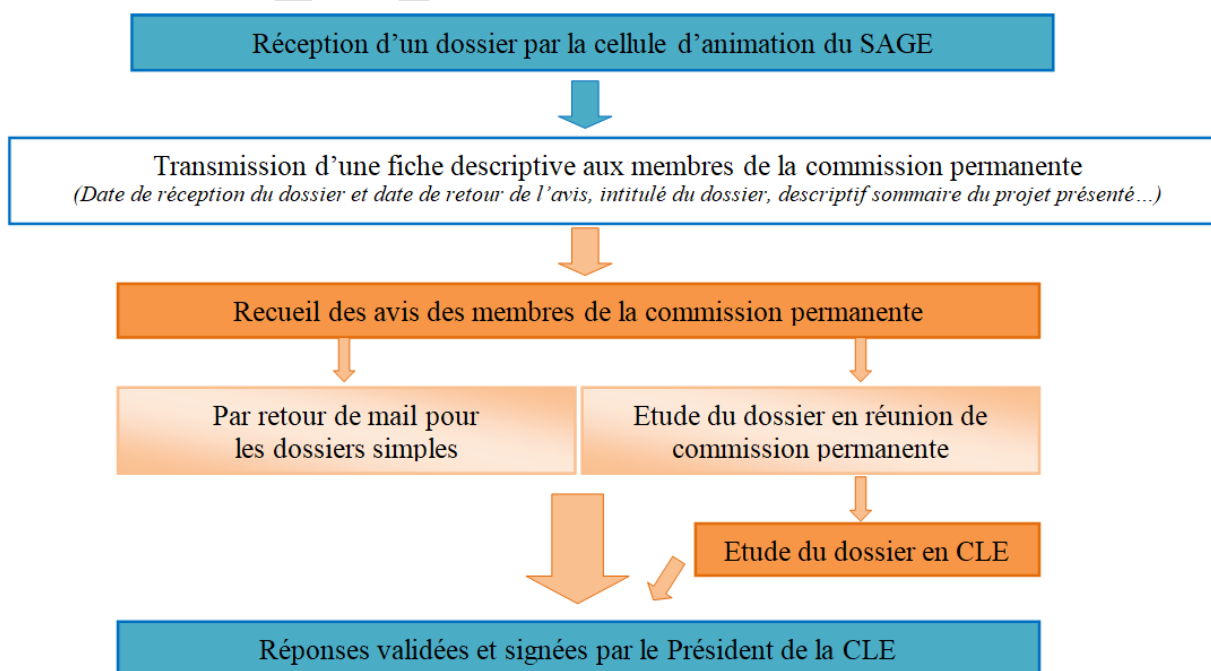 Réception d’un dossier par la cellule d’animation du SAGE
Transmission d’une fiche descriptive aux membres de la commission permanente
(Date de réception du dossier et date de retour de l’avis, intitulé du dossier, descriptif sommaire du projet présenté…)
Recueil des avis des membres de la commission permanente
Par retour de mail pour
les dossiers simples
Etude du dossier en réunion de
commission permanente
Etude du dossier en CLE
Réponses validées et signées par le Président de la CLE